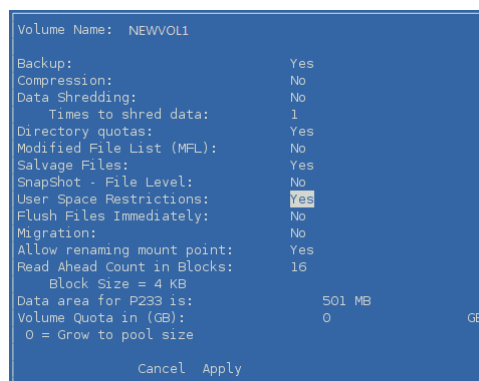 Volume Name: NEWVOL1
Backup: Yes
Compression: No
Data Shredding: No
Times to shred data: 1
Directory quotas: Yes
Modified File List (MFL): No
Salvage Files: Yes
SnapShot - File Level: No
User Space Restrictions: Yes
Flush Files Immediately: No
Migration: No
Allow renaming mount point: Yes
Read Ahead Count in Blocks: 16
Block Size = 4 KB
Data area for P233 is: 501 MB
Volume Quota in (GB): 0 GB
0 = Grow to pool size
Cancel Apply